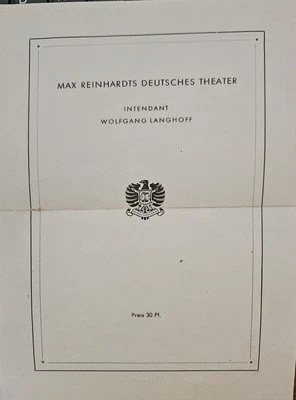 MAX REINHARDTS DEUTSCHES THEATER
INTENDANT
WOLFGANG LANGHOFF
Preis 30 Pf.